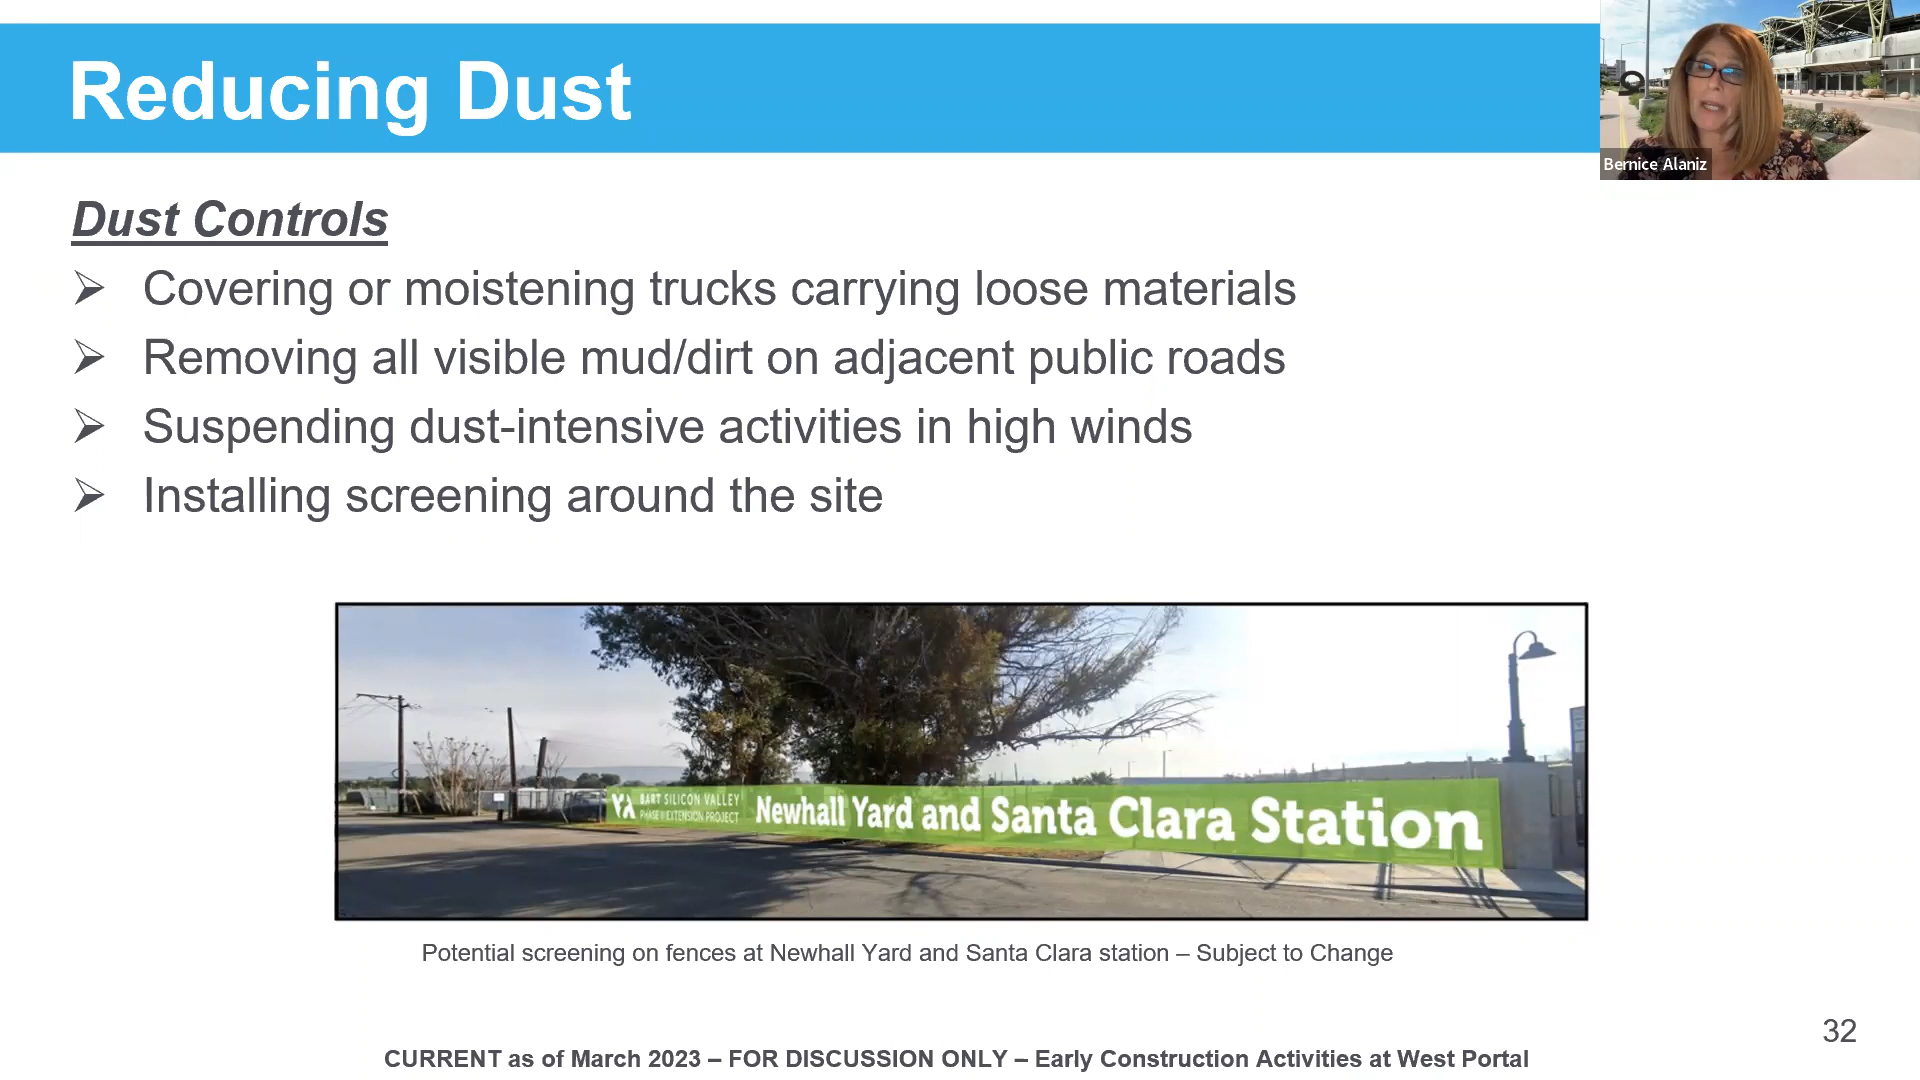 Reducing Dust
Bernice Alaniz
Dust Controls
Covering or moistening trucks carrying loose materials
Removing all visible mud/dirt on adjacent public roads
Suspending dust-intensive activities in high winds
Installing screening around the site
BART SILICON VALLEY
PHASE II EXTENSION PROJECT
Newhall Yard and Santa Clara Station
Potential screening on fences at Newhall Yard and Santa Clara station – Subject to Change
32
CURRENT as of March 2023 – FOR DISCUSSION ONLY – Early Construction Activities at West Portal